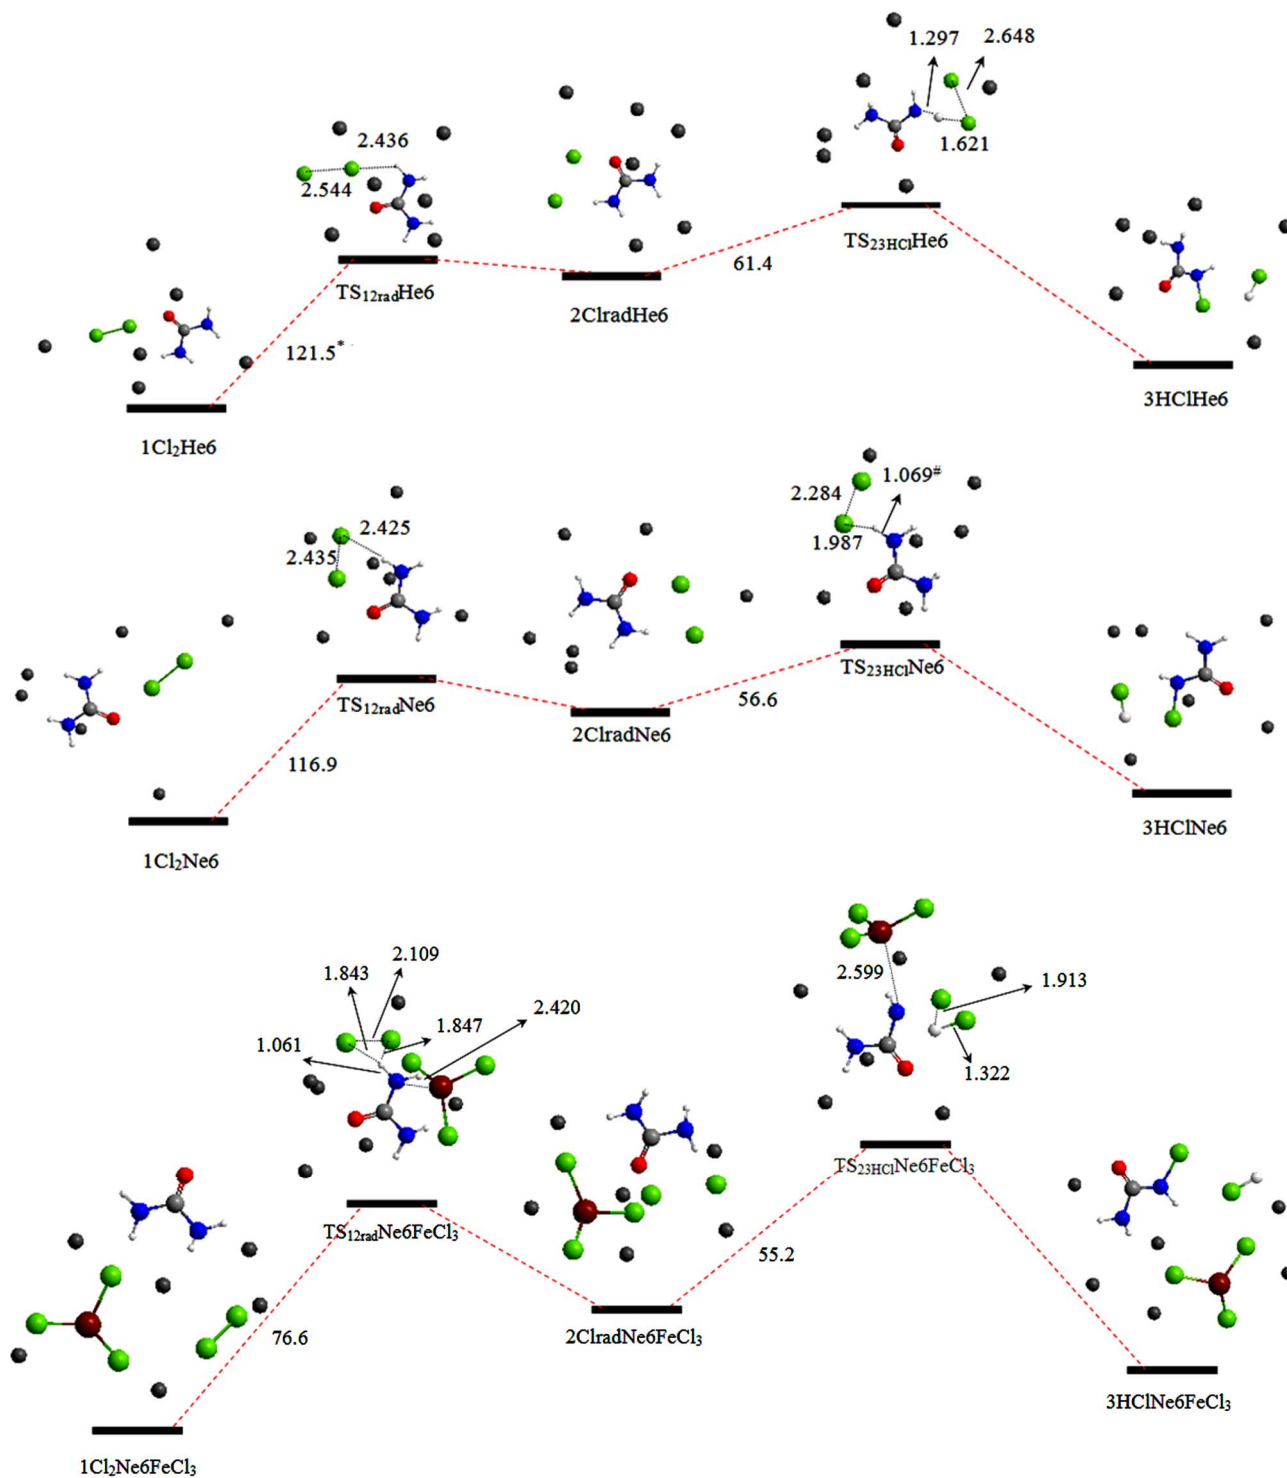 1.297
2.648
2.436
2.544
1.621
TS12radHe6
2ClradHe6
TS23HClHe6
61.4
121.5*
1Cl2He6
3HClHe6
2.284
1.069#
2.425
2.435
1.987
TS12radNe6
2ClradNe6
TS23HClNe6
56.6
116.9
1Cl2Ne6
3HClNe6
2.109
1.843
2.599
1.913
2.420
1.847
1.061
1.322
TS12radNe6FeCl3
TS23HClNe6FeCl3
55.2
76.6
2ClradNe6FeCl3
3HClNe6FeCl3
1Cl2Ne6FeCl3